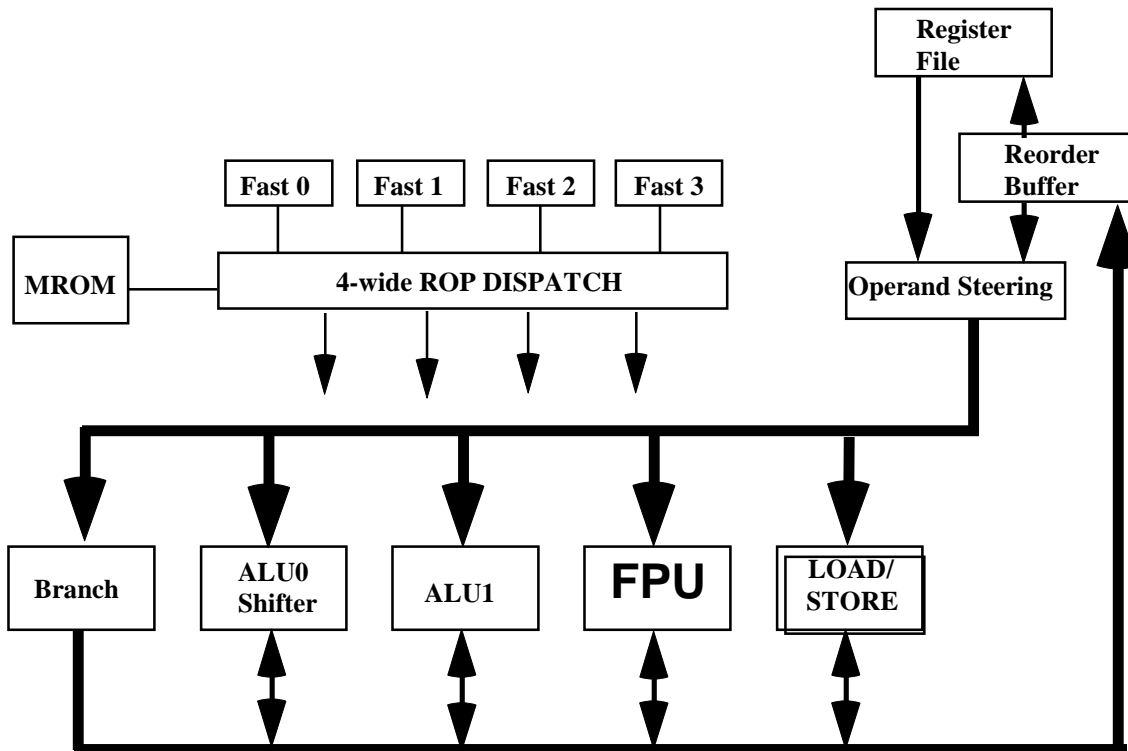 Register
File
Reorder
Buffer
Fast 0
Fast 1
Fast 2
Fast 3
MROM
4-wide ROP DISPATCH
Operand Steering
Branch
ALU0
Shifter
ALU1
FPU
LOAD/
STORE